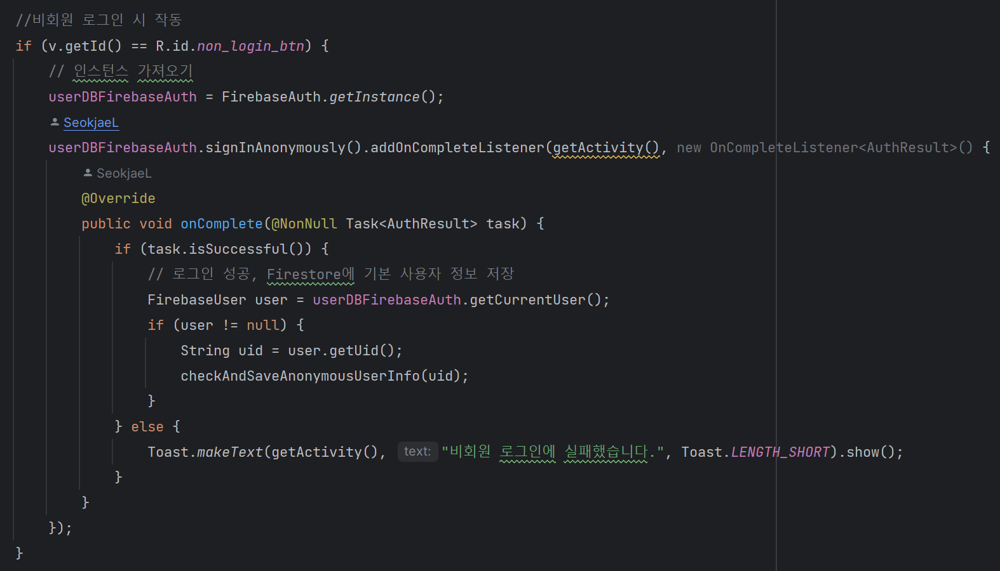 //비회원 로그인 시 작동
if (v.getId() == R.id.non_login_btn) {
// 인스턴스 가져오기
userDBFirebaseAuth = FirebaseAuth.getInstance();
SeokjaeL
userDBFirebaseAuth.signInAnonymously().addOnCompleteListener(getActivity(), new OnCompleteListener<AuthResult>() {
SeokjaeL
@Override
public void onComplete(@NonNull Task<AuthResult> task) {
if (task.isSuccessful()) {
// 로그인 성공, Firestore에 기본 사용자 정보 저장
FirebaseUser user = userDBFirebaseAuth.getCurrentUser();
if (user != null) {
String uid = user.getUid();
checkAndSaveAnonymousUserInfo(uid);
}
} else {
Toast.makeText(getActivity(), text: "비회원 로그인에 실패했습니다.", Toast.LENGTH_SHORT).show();
}
}
});
}